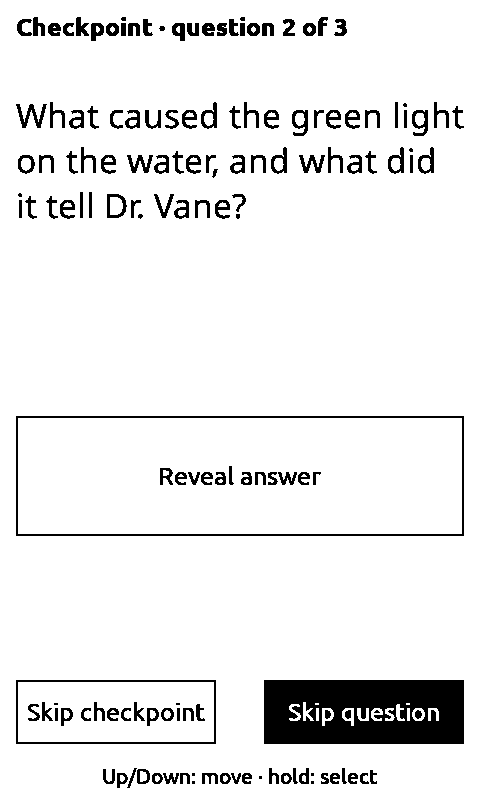 Checkpoint · question 2 of 3
What caused the green light
on the water, and what did
it tell Dr. Vane?
Reveal answer
Skip checkpoint
Skip question
Up/Down: move · hold: select